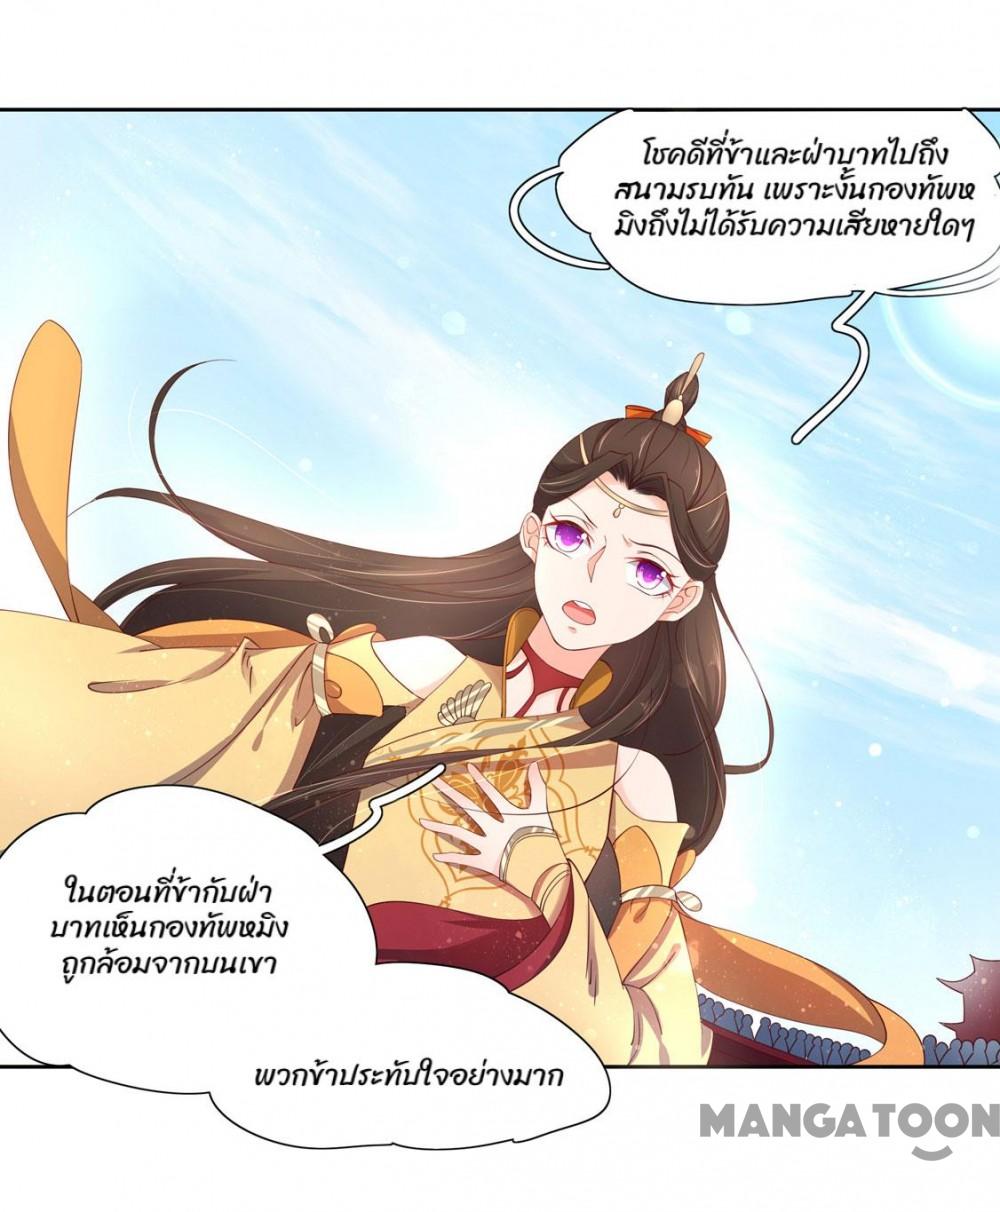 โชคดีที่ข้าและฝ่าบาทไปถึง
สนามรบทัน เพราะงั้นกองทัพห
มิงถึงไม่ได้รับความเสียหายใดๆ
ในตอนที่ข้ากับฝ่า
บาทเห็นกองทัพหมิง
ถูกล้อมจากบนเขา
พวกข้าประทับใจอย่างมาก
MANGATOON